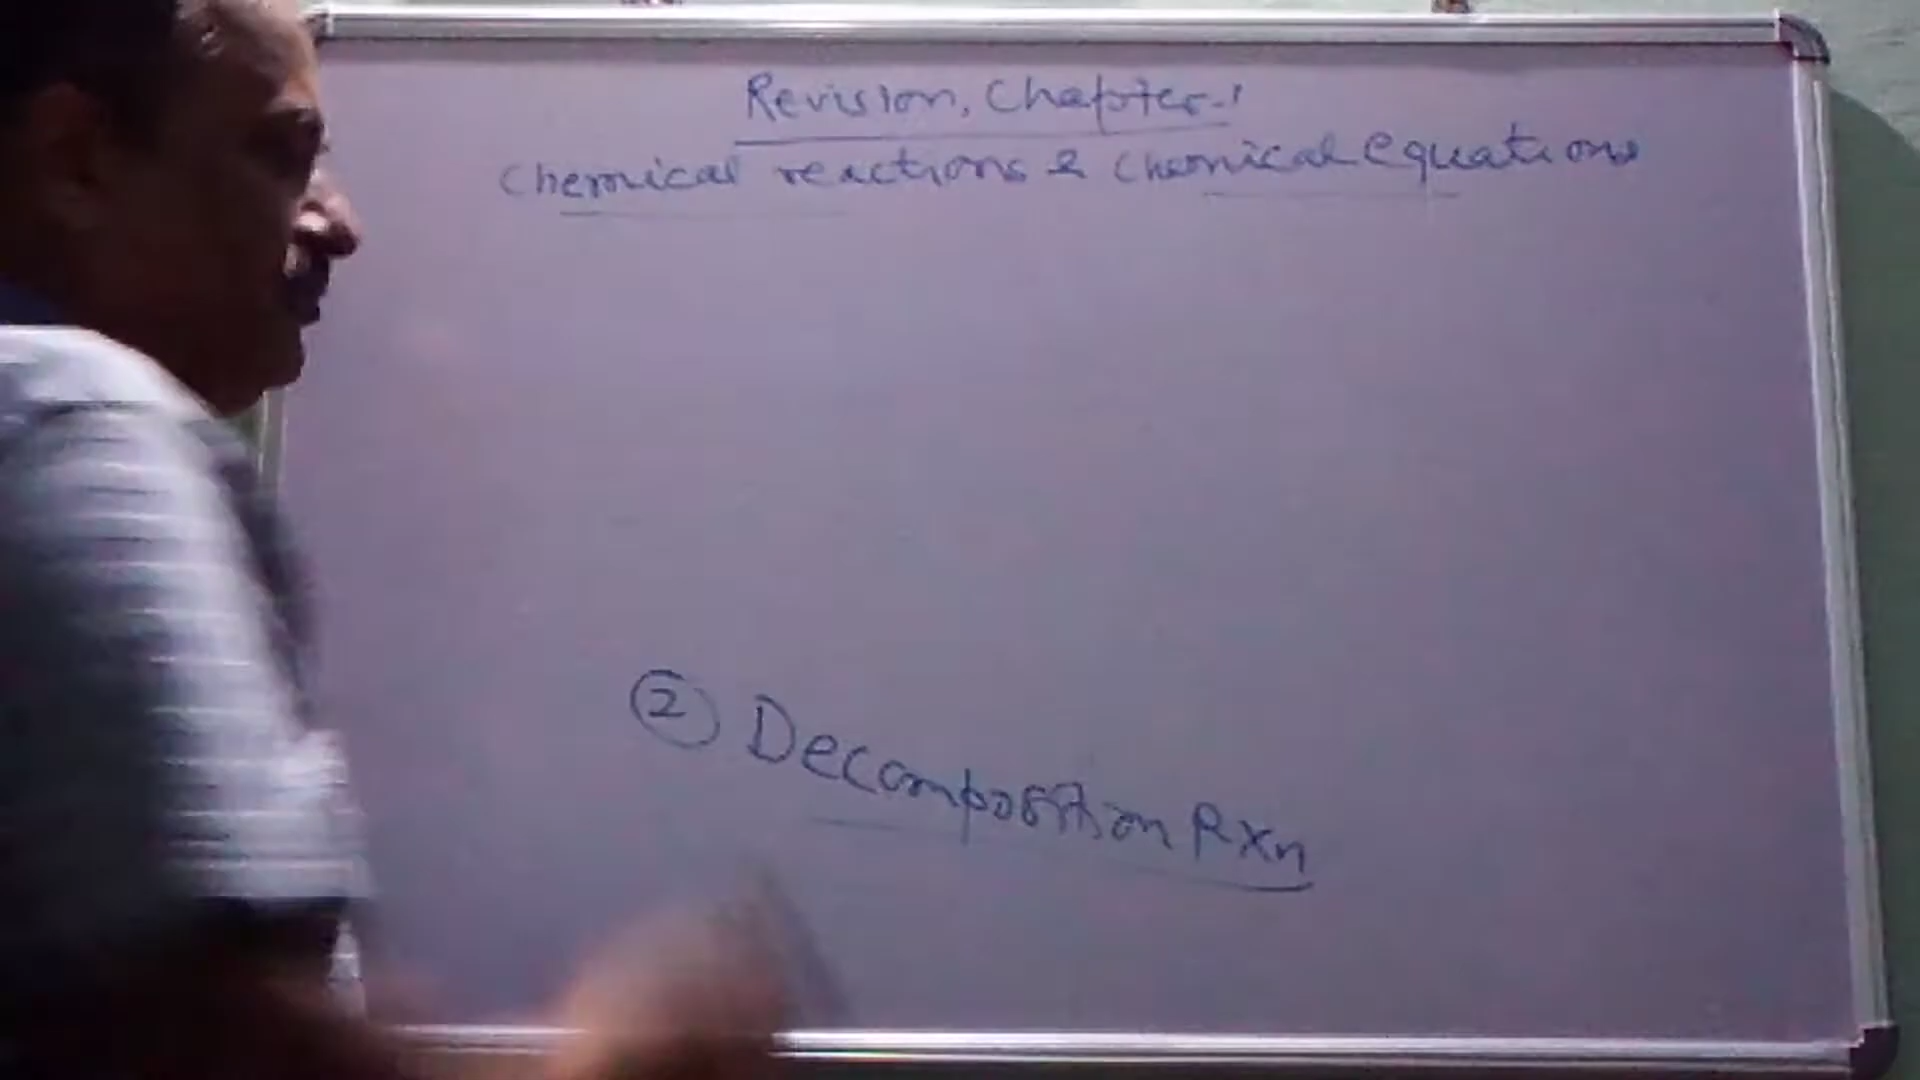 Revision, Chapter-1
Chemical reactions & Chemical equations
② Decomposition Rxn